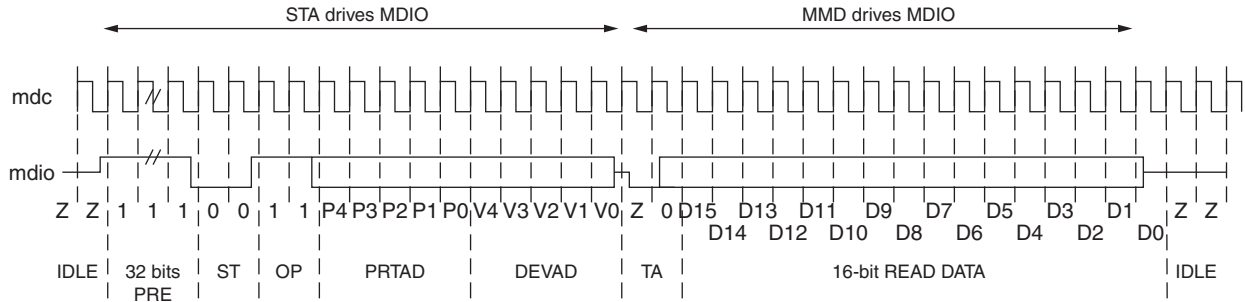 STA drives MDIO MMD drives MDIO
mdc
mdio
Z Z 1 1 1 0 0 1 1 P4 P3 P2 P1 P0 V4 V3 V2 V1 V0 Z 0 D15 D13 D11 D9 D7 D5 D3 D1 Z Z
D14 D12 D10 D8 D6 D4 D2 D0
IDLE 32 bits ST OP PRTAD DEVAD TA 16-bit READ DATA IDLE
PRE